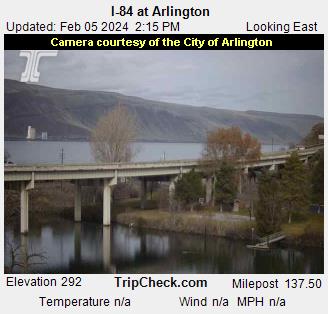 I-84 at Arlington
Updated: Feb 05 2024 2:15 PM Looking East
Camera courtesy of the City of Arlington
Elevation 292 TripCheck.com Milepost 137.50
Temperature n/a Wind n/a MPH n/a